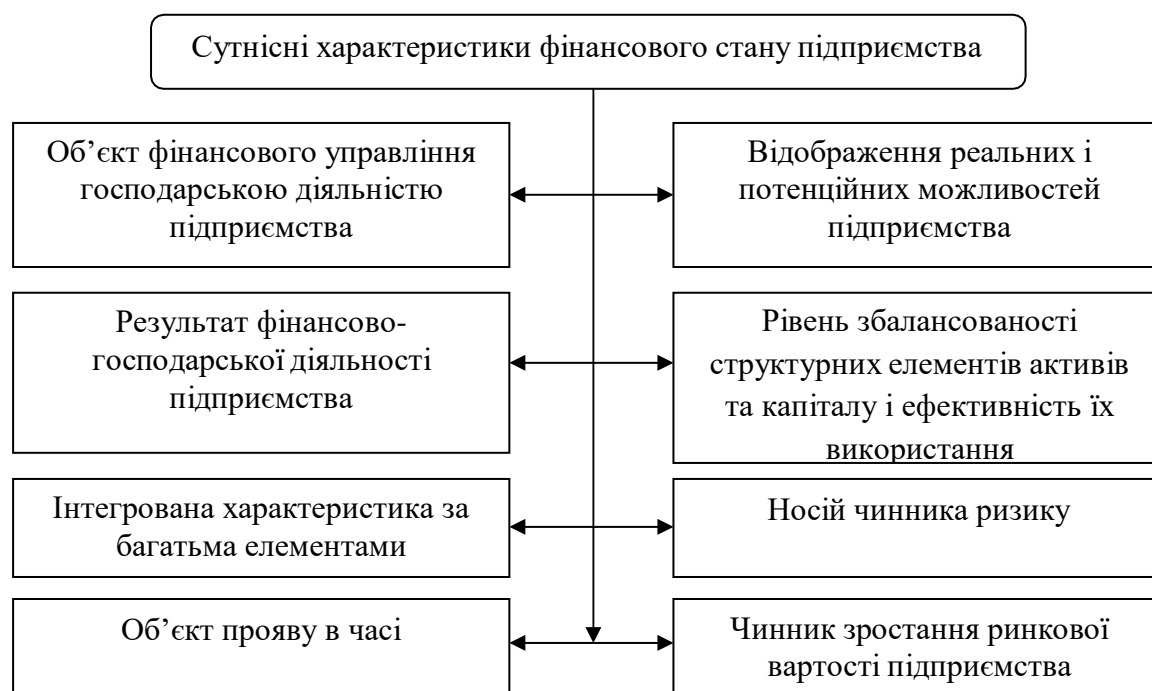 Сутнісні характеристики фінансового стану підприємства
Об’єкт фінансового управління
господарською діяльністю
підприємства
Відображення реальних і
потенційних можливостей
підприємства
Результат фінансово-
господарської діяльності
підприємства
Рівень збалансованості
структурних елементів активів
та капіталу і ефективність їх
використання
Інтегрована характеристика за
багатьма елементами
Носій чинника ризику
Об’єкт прояву в часі
Чинник зростання ринкової
вартості підприємства